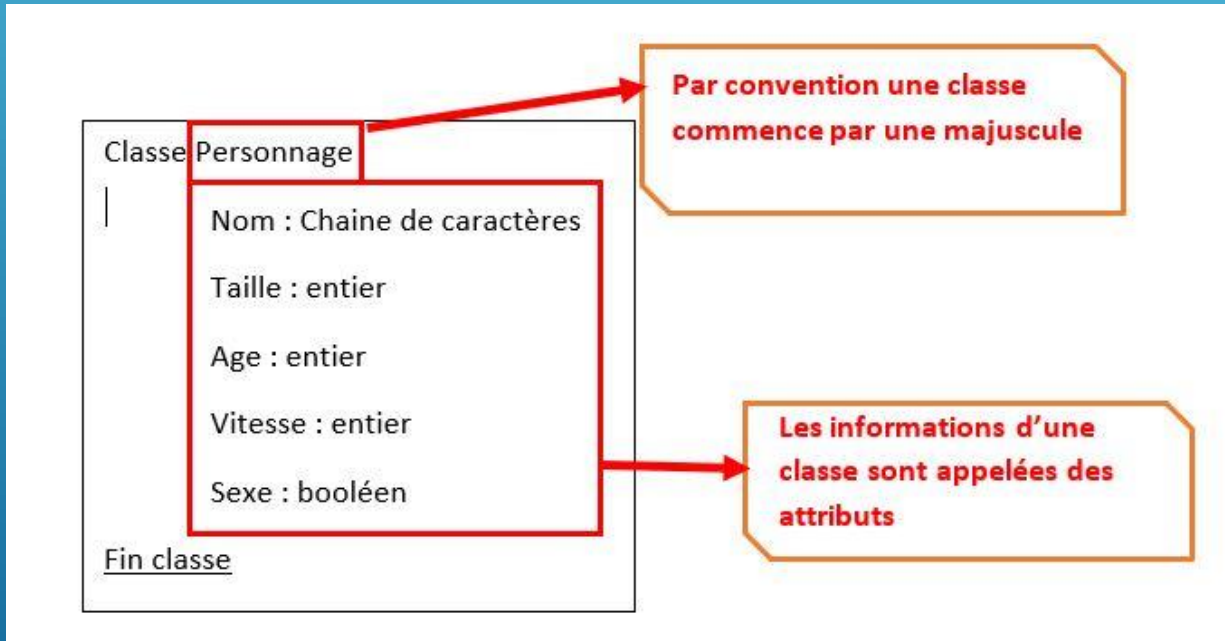 Par convention une classe
commence par une majuscule
Classe Personnage
Nom : Chaine de caractères
Taille : entier
Age : entier
Vitesse : entier
Sexe : booléen
Fin classe
Les informations d’une
classe sont appelées des
attributs